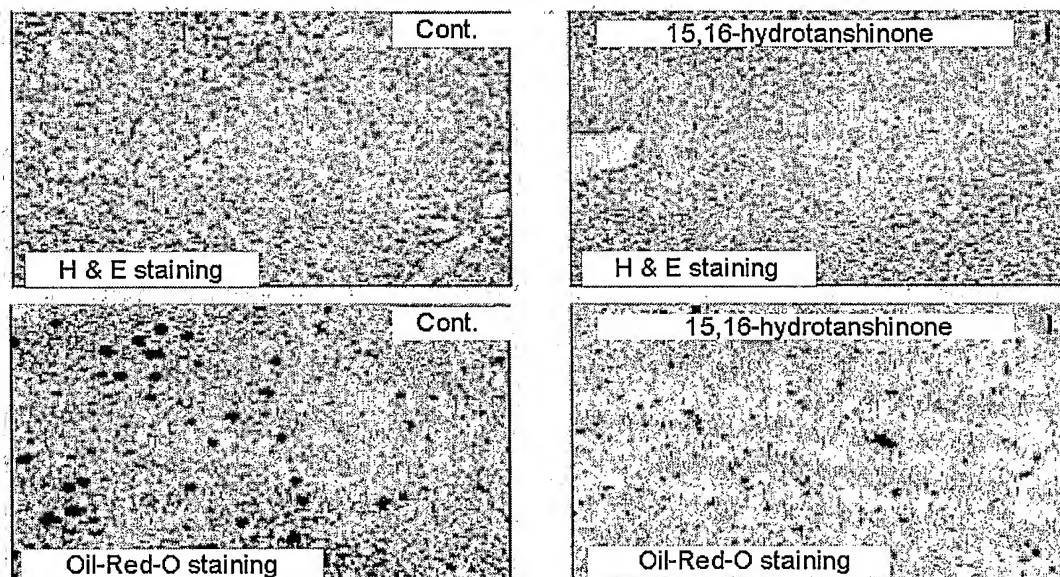 Cont.
15,16-hydrotanshinone I
H & E staining
H & E staining
Cont.
15,16-hydrotanshinone I
Oil-Red-O staining
Oil-Red-O staining